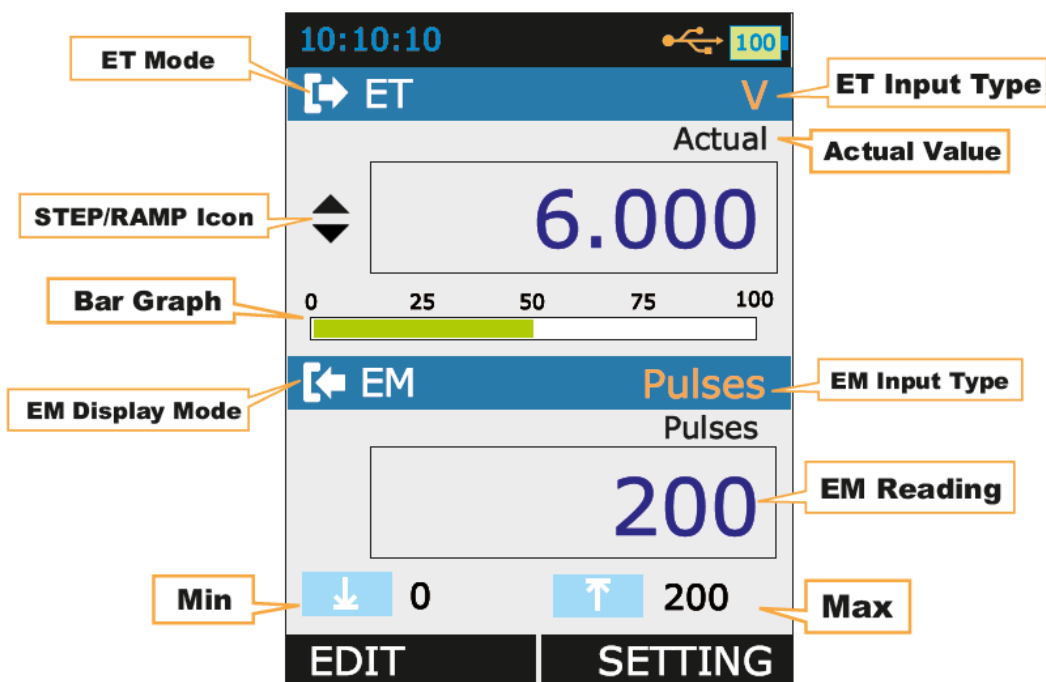 10:10:10
100
ET Mode
ET
V
ET Input Type
Actual
Actual Value
STEP/RAMP Icon
6.000
Bar Graph
0 25 50 75 100
EM
Pulses
EM Input Type
EM Display Mode
Pulses
200
EM Reading
Min
0
200
Max
EDIT
SETTING